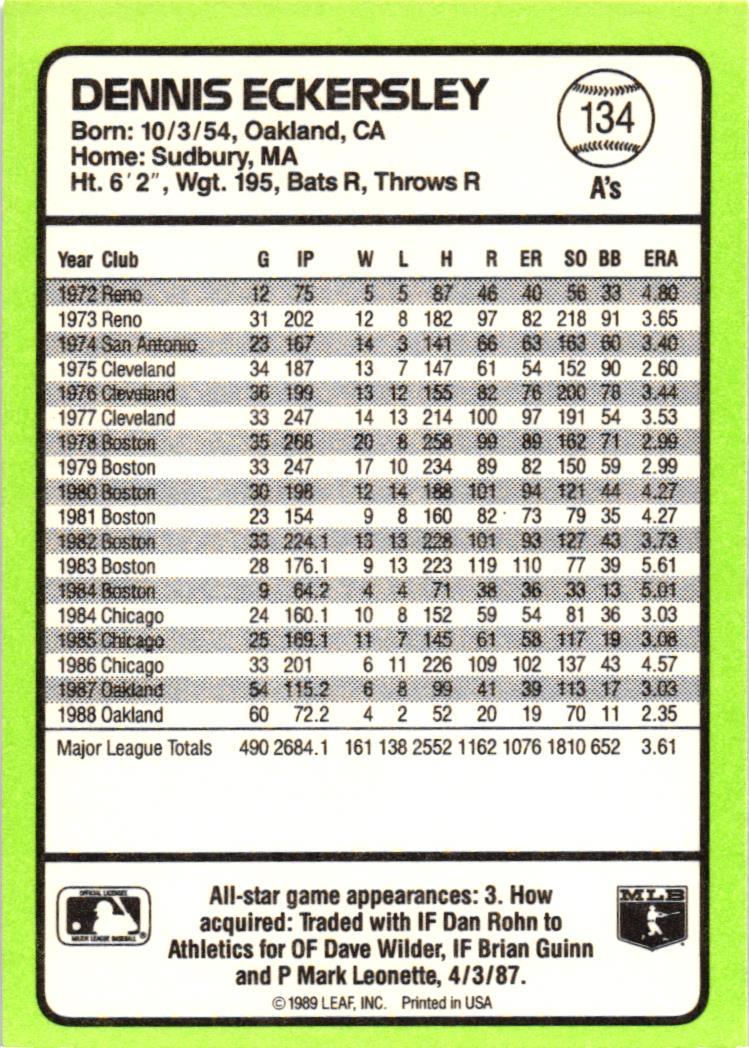 DENNIS ECKERSLEY
134
Born: 10/3/54, Oakland, CA
Home: Sudbury, MA
Ht. 6'2", Wgt. 195, Bats R, Throws R
A's
Year Club G IP W L H R ER SO BB ERA
1972 Reno 12 75 5 5 87 46 40 56 33 4.80
1973 Reno 31 202 12 8 182 97 82 218 91 3.65
1974 San Antonio 23 167 14 3 141 66 63 163 60 3.40
1975 Cleveland 34 187 13 7 147 61 54 152 90 2.60
1976 Cleveland 36 199 13 12 155 82 76 200 78 3.44
1977 Cleveland 33 247 14 13 214 100 97 191 54 3.53
1978 Boston 35 268 20 8 258 99 89 162 71 2.99
1979 Boston 33 247 17 10 234 89 82 150 59 2.99
1980 Boston 30 198 12 14 188 101 94 121 44 4.27
1981 Boston 23 154 9 8 160 82 73 79 35 4.27
1982 Boston 33 224.1 13 13 228 101 93 127 43 3.73
1983 Boston 28 176.1 9 13 223 119 110 77 39 5.61
1984 Boston 9 64.2 4 4 71 38 36 33 13 5.01
1984 Chicago 24 160.1 10 8 152 59 54 81 36 3.03
1985 Chicago 25 169.1 11 7 145 61 58 117 19 3.08
1986 Chicago 33 201 6 11 226 109 102 137 43 4.57
1987 Oakland 54 115.2 6 8 99 41 39 113 17 3.03
1988 Oakland 60 72.2 4 2 52 20 19 70 11 2.35
Major League Totals 490 2684.1 161 138 2552 1162 1076 1810 652 3.61
OFFICIAL LICENSEE
MAJOR LEAGUE BASEBALL
®
All-star game appearances: 3. How
acquired: Traded with IF Dan Rohn to
Athletics for OF Dave Wilder, IF Brian Guinn
and P Mark Leonette, 4/3/87.
MLB
© 1989 LEAF, INC. Printed in USA